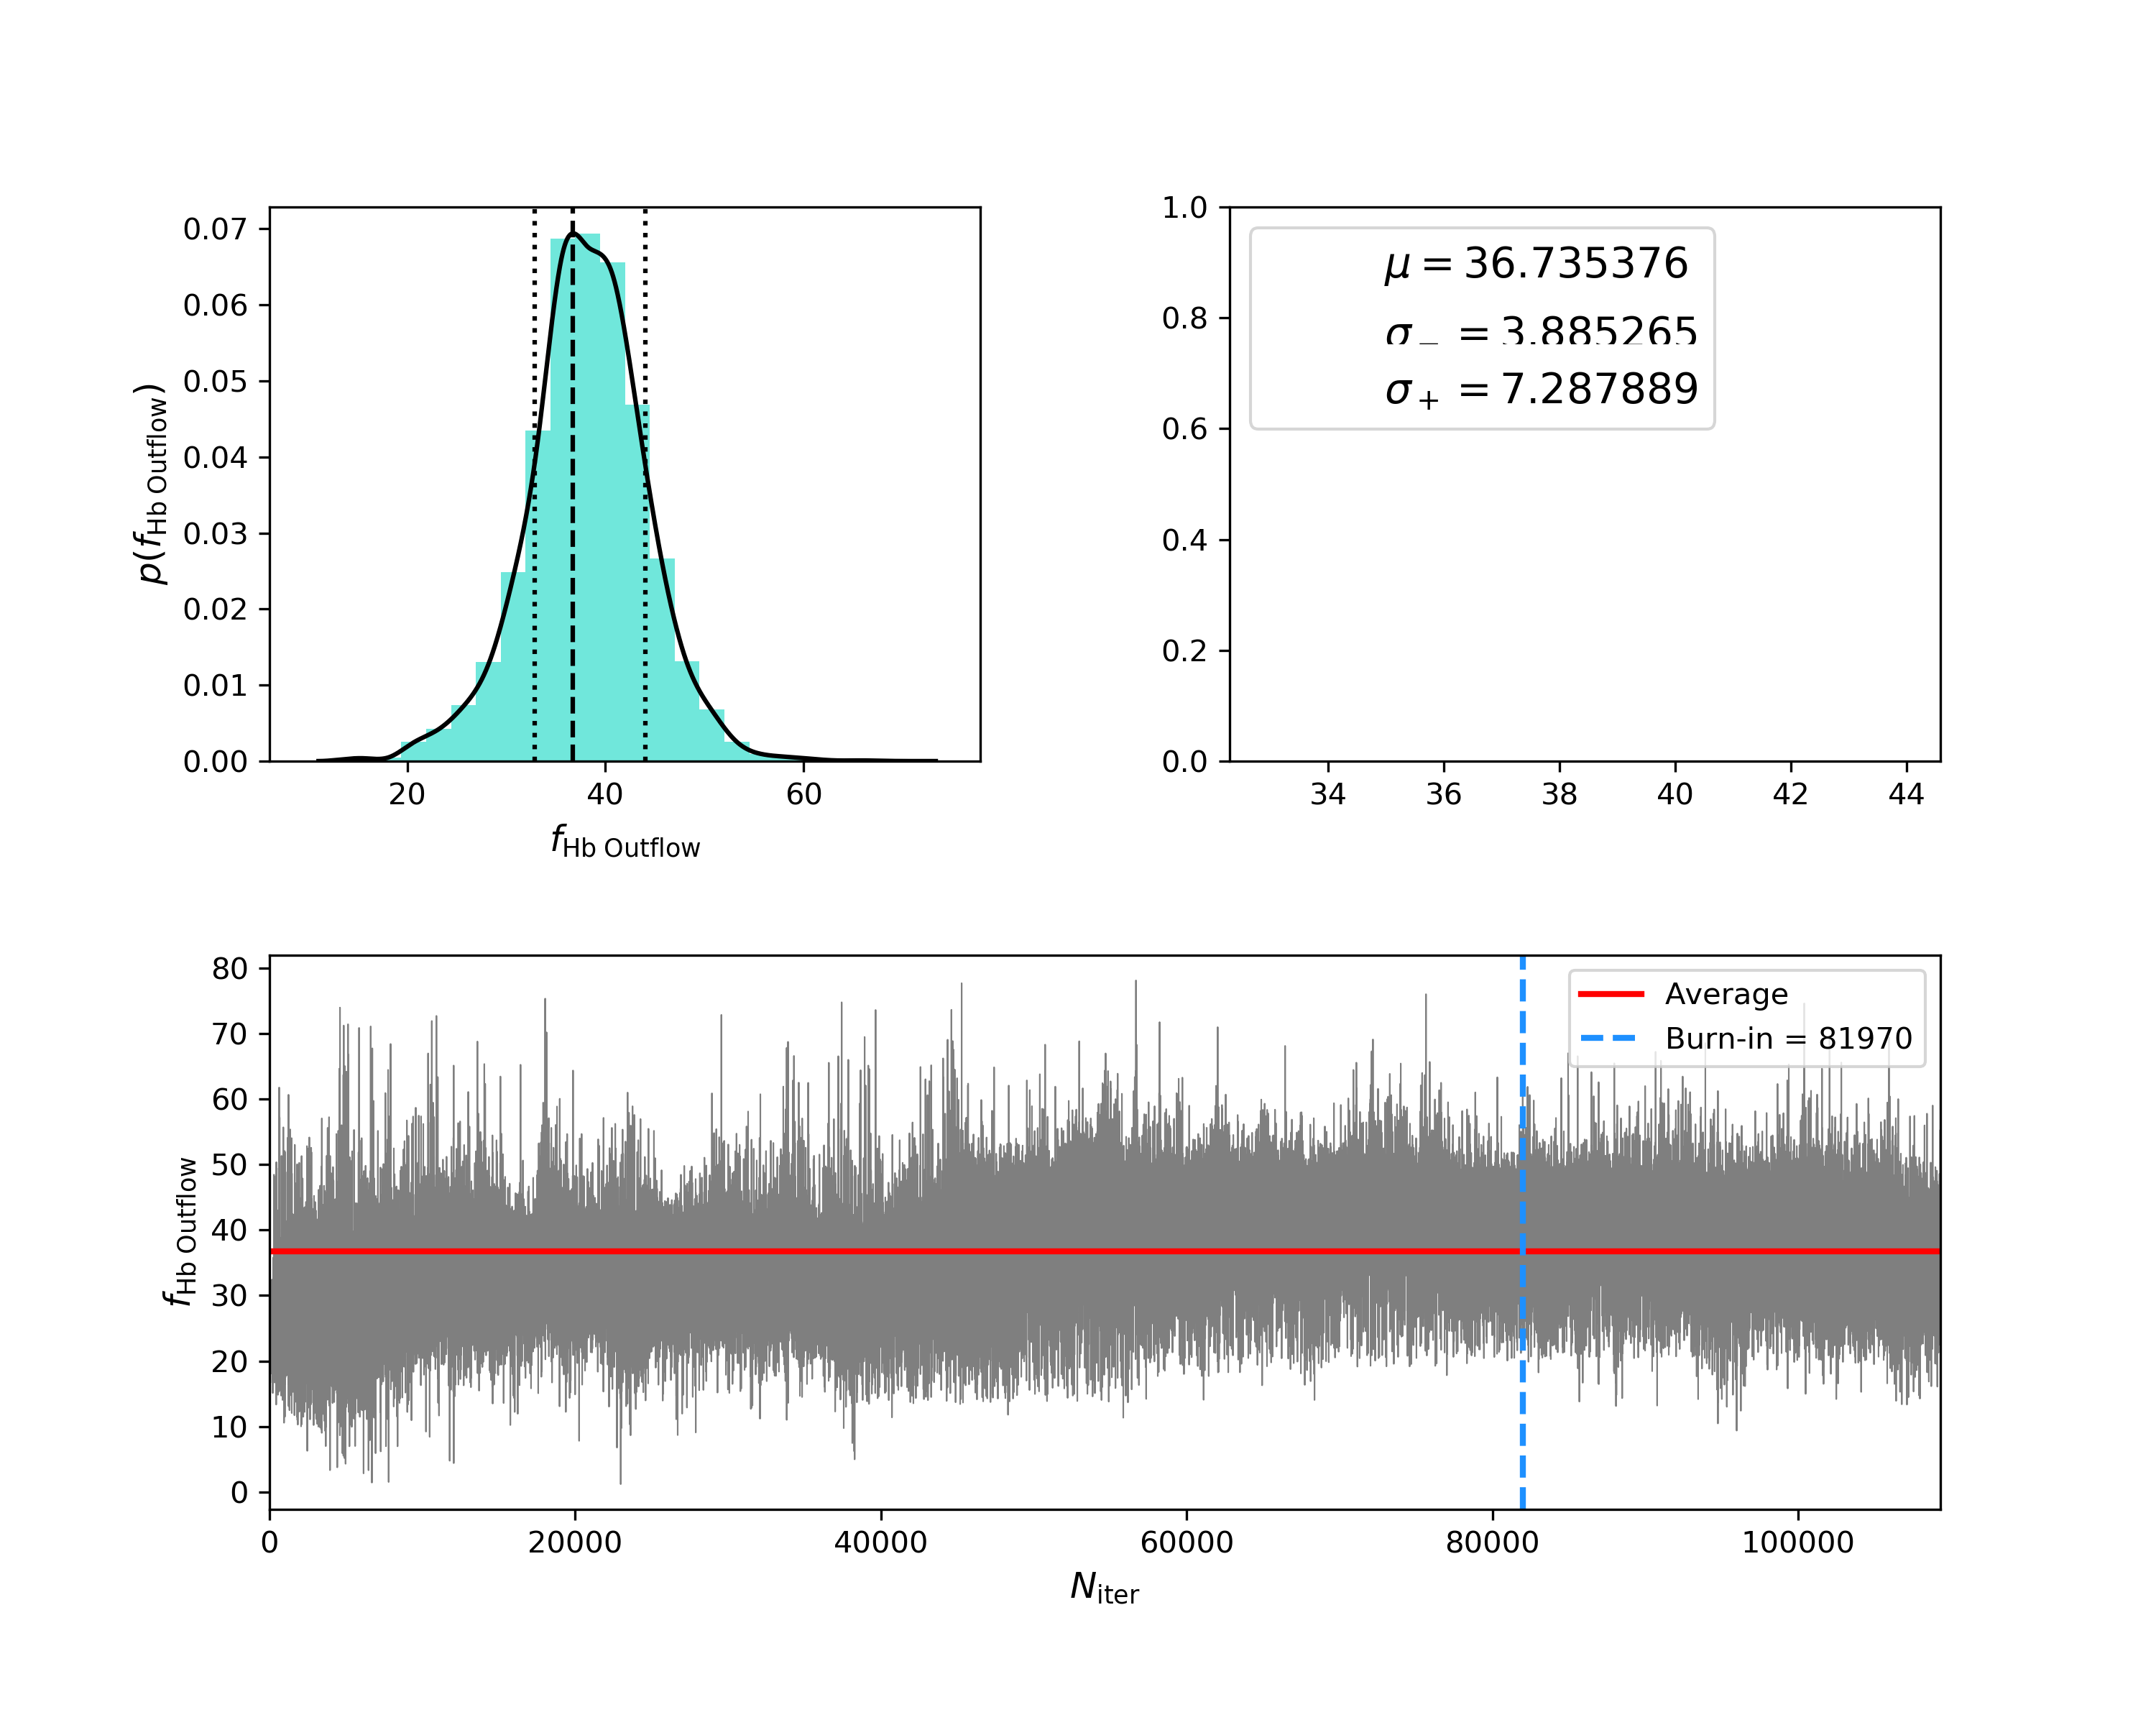 0.07
0.06
0.05
0.04
0.03
0.02
0.01
0.00
p(f_Hb Outflow)
20 40 60
f_Hb Outflow
1.0
0.8
0.6
0.4
0.2
0.0
μ = 36.735376
σ_− = 3.885265
σ_+ = 7.287889
34 36 38 40 42 44
80
70
60
50
40
30
20
10
0
f_Hb Outflow
Average
Burn-in = 81970
0 20000 40000 60000 80000 100000
N_iter